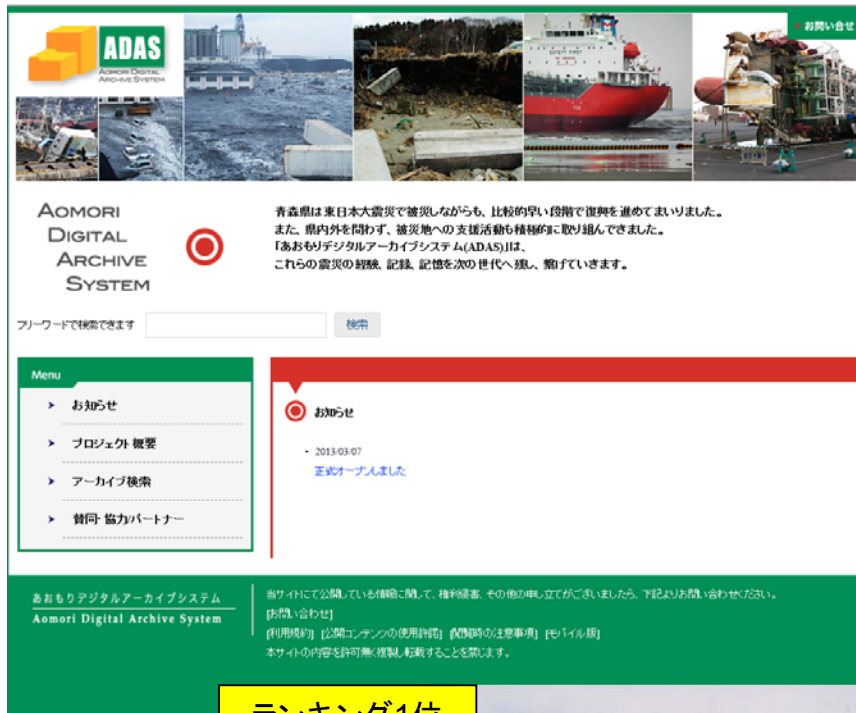 お問い合せ
ADAS
AOMORI DIGITAL
ARCHIVE SYSTEM
SAFETY FIRST
AOMORI
DIGITAL
ARCHIVE
SYSTEM
青森県は東日本大震災で被災しながらも、比較的早い段階で復興を進めてまいりました。
また、県内外を問わず、被災地への支援活動も積極的に取り組んできました。
「あおもりデジタルアーカイブシステム(ADAS)」は、
これらの震災の経験、記録、記憶を次の世代へ残し、繋げていきます。
フリーワードで検索できます
検索
Menu
お知らせ
プロジェクト概要
アーカイブ検索
賛同・協力パートナー
お知らせ
・ 2013/03/07
正式オープンしました
あおもりデジタルアーカイブシステム
Aomori Digital Archive System
当サイトにて公開している情報に関して、権利侵害、その他の申し立てがございましたら、下記よりお問い合わせください。
[お問い合わせ]
[利用規約] [公開コンテンツの使用許諾] [閲覧時の注意事項] [モバイル版]
本サイトの内容を許可無く複製し転載することを禁じます。
ランキング1位